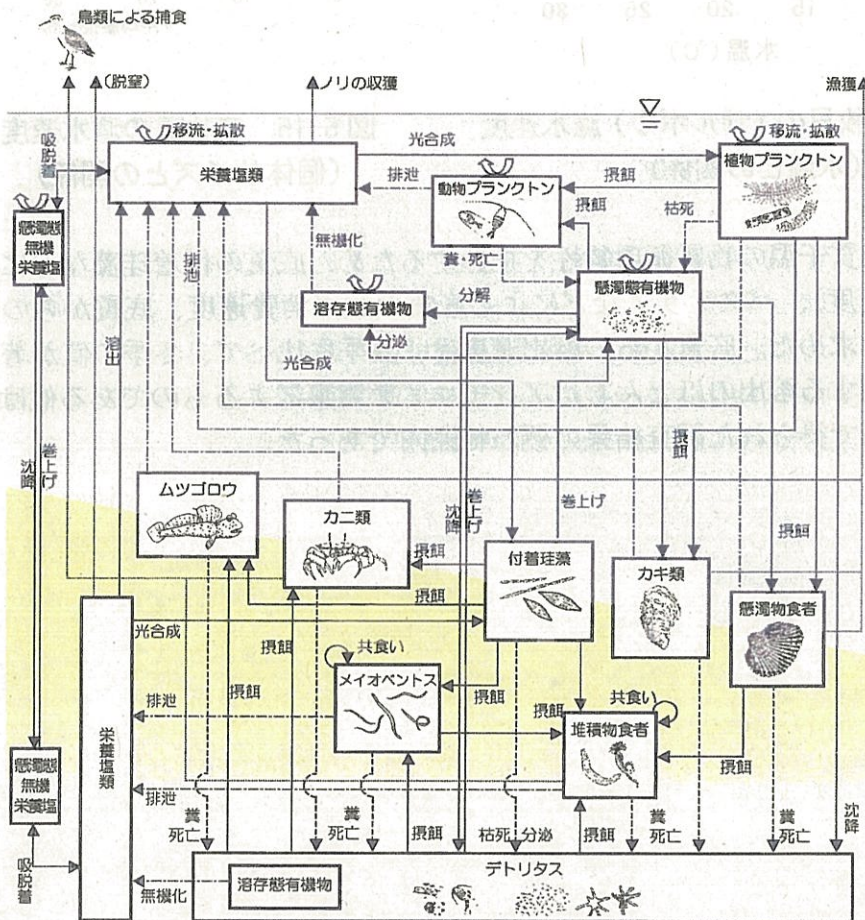 鳥類による捕食
15 20 25 30
水温(℃)
(脱窒)
ノリの収穫
漁獲
移流・拡散
光合成
移流・拡散
吸脱着
栄養塩類
排泄
動物プランクトン
摂餌
植物プランクトン
摂餌
枯死
懸濁態
無機
栄養塩
排泄
無機化
糞・死亡
分解
懸濁態有機物
溶存態有機物
溶出
光合成
分泌
摂餌
巻上げ
沈降
ムツゴロウ
カニ類
巻上げ
沈降
巻上げ
摂餌
摂餌
付着珪藻
カキ類
懸濁物食者
摂餌
光合成
共食い
摂餌
摂餌
メイオベントス
摂餌
摂餌
共食い
排泄
堆積物食者
摂餌
懸濁態
無機
栄養塩
栄養塩類
排泄
糞
死亡
糞
死亡
摂餌
枯死
分泌
摂餌
糞
死亡
糞
死亡
沈降
吸脱着
デトリタス
無機化
溶存態有機物